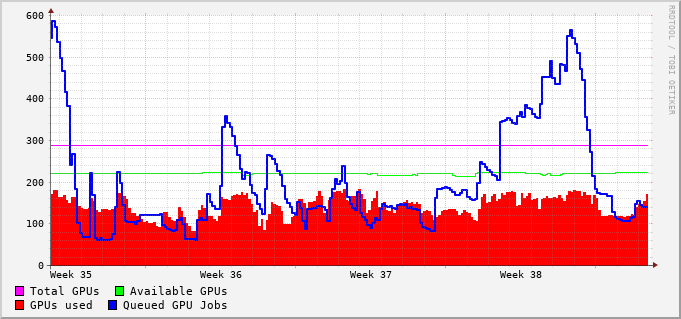 600
500
400
300
200
100
0
Week 35 Week 36 Week 37 Week 38
Total GPUs Available GPUs
GPUs used Queued GPU Jobs
RRDTOOL / TOBI OETIKER